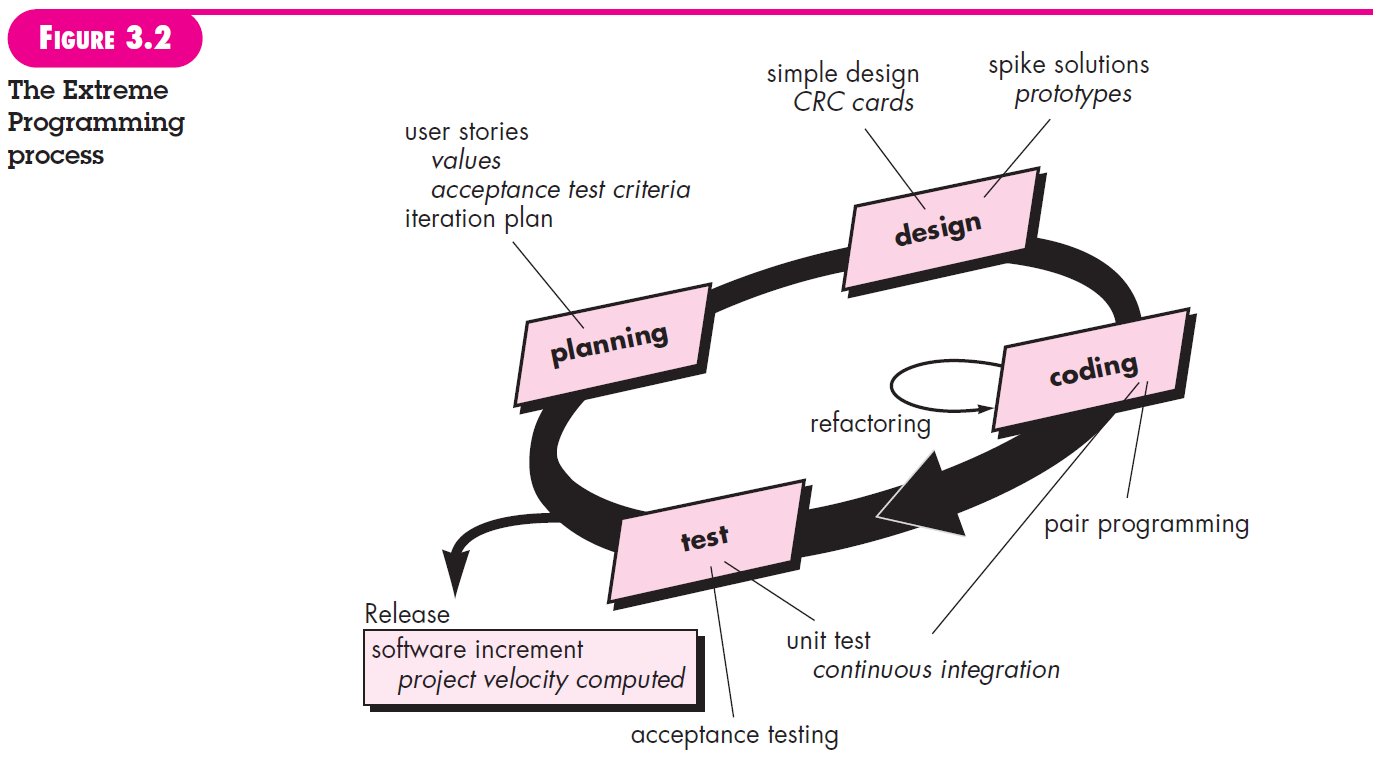 FIGURE 3.2
The Extreme
Programming
process
simple design
CRC cards
spike solutions
prototypes
user stories
values
acceptance test criteria
iteration plan
design
planning
coding
refactoring
test
pair programming
Release
software increment
project velocity computed
unit test
continuous integration
acceptance testing